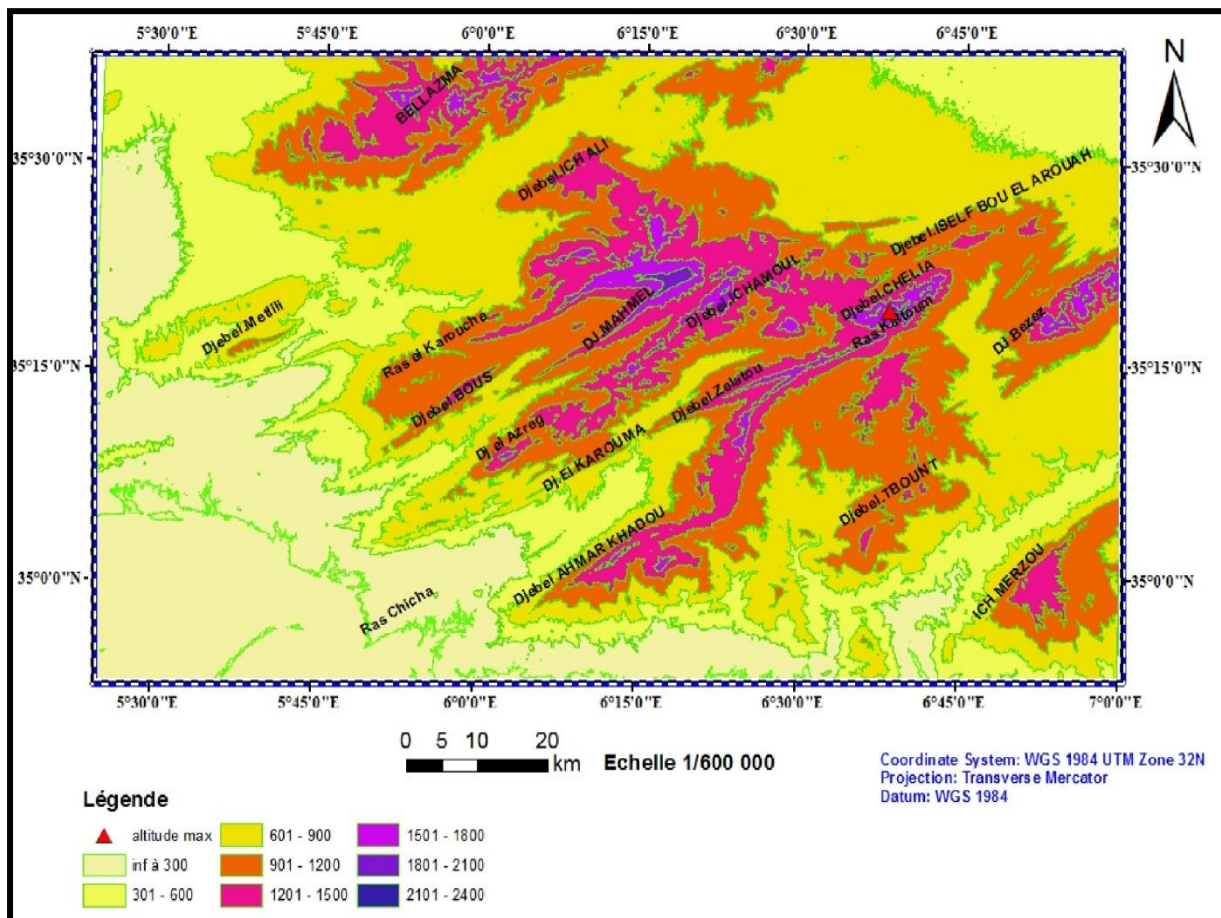 5°30'0"E 5°45'0"E 6°0'0"E 6°15'0"E 6°30'0"E 6°45'0"E
N
BELLAZMA
35°30'0"N 35°30'0"N
Djebel.ICH ALI
Djebel.ISELF BOU EL AROUAH
Djebel.Metlili
Ras el Karouche
DJ.MAHMEL
Djebel.ICHAMOUL
Djebel.CHELIA
Ras Kaltoum
DJ.Bezez
35°15'0"N 35°15'0"N
Djebel.BOUS
Djebel.Zelatou
Dj el Azreg
Dj.El KAROUMA
Djebel.TBOUNT
Djebel AHMAR KHADOU
35°0'0"N 35°0'0"N
Ras Chicha
ICH MERZOU
5°30'0"E 5°45'0"E 6°0'0"E 6°15'0"E 6°30'0"E 6°45'0"E 7°0'0"E
0 5 10 20
km
Echelle 1/600 000
Coordinate System: WGS 1984 UTM Zone 32N
Projection: Transverse Mercator
Datum: WGS 1984
Légende
altitude max 601 - 900 1501 - 1800
inf à 300 901 - 1200 1801 - 2100
301 - 600 1201 - 1500 2101 - 2400